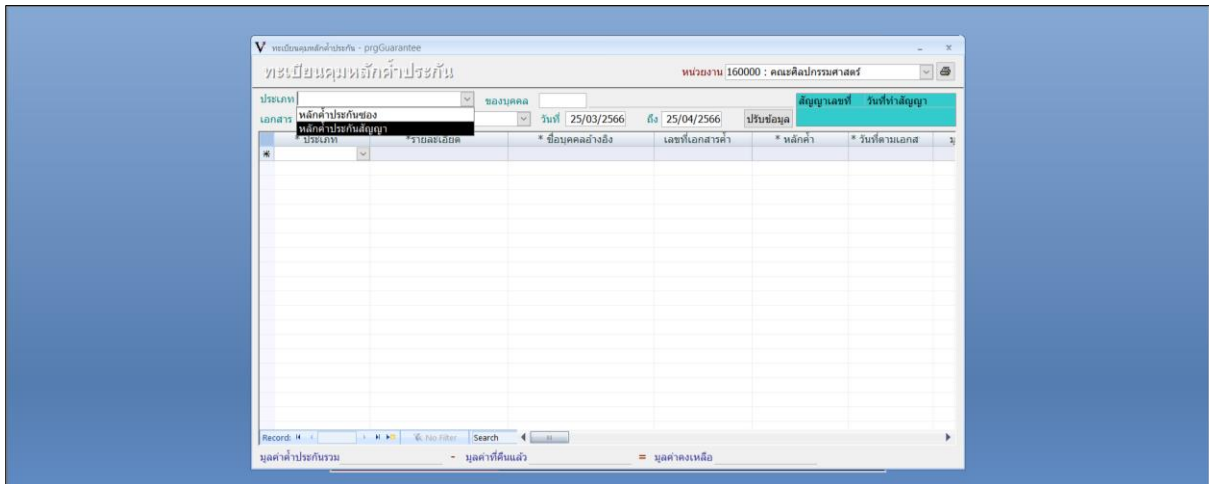 ทะเบียนคุมหลักค้ำประกัน - prgGuarantee
ทะเบียนคุมหลักค้ำประกัน หน่วยงาน 160000 : คณะศิลปกรรมศาสตร์
ประเภท ของบุคคล สัญญาเลขที่ วันที่ทำสัญญา
หลักค้ำประกันซอง
เอกสาร วันที่ 25/03/2566 ถึง 25/04/2566 ปรับข้อมูล
หลักค้ำประกันสัญญา
* ประเภท *รายละเอียด * ชื่อบุคคลอ้างอิง เลขที่เอกสารค้ำ * หลักค้ำ * วันที่ตามเอกส
Record: No Filter Search
มูลค่าค้ำประกันรวม - มูลค่าที่คืนแล้ว = มูลค่าคงเหลือ